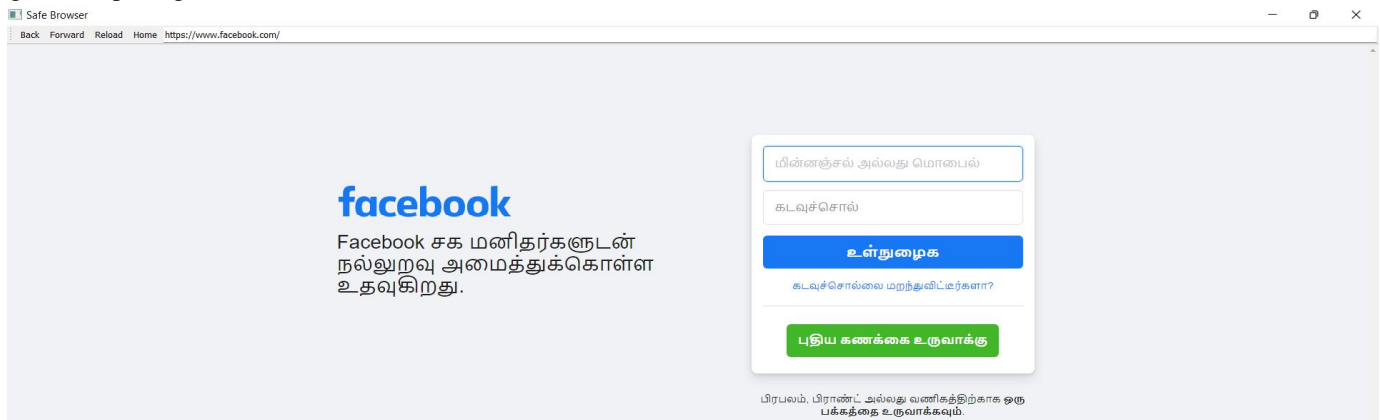 Safe Browser
Back Forward Reload Home https://www.facebook.com/
மின்னஞ்சல் அல்லது மொபைல்
facebook
கடவுச்சொல்
Facebook சக மனிதர்களுடன்
நல்லுறவு அமைத்துக்கொள்ள
உதவுகிறது.
உள்நுழைக
கடவுச்சொல்லை மறந்துவிட்டீர்களா?
புதிய கணக்கை உருவாக்கு
பிரபலம், பிராண்ட் அல்லது வணிகத்திற்காக ஒரு
பக்கத்தை உருவாக்கவும்.